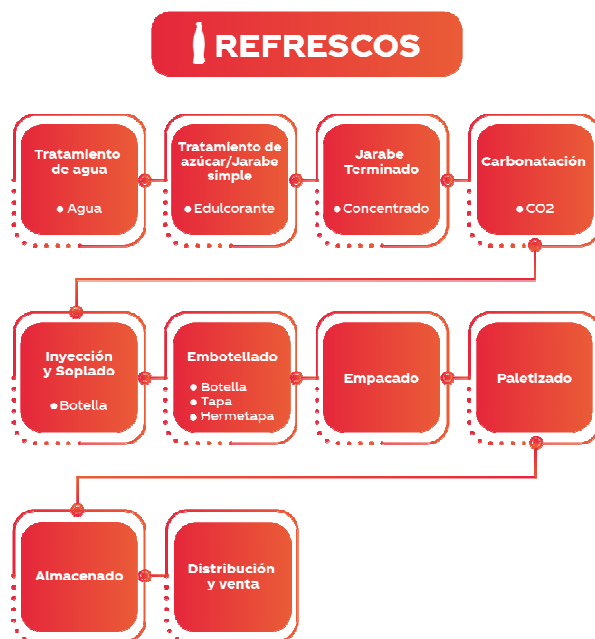 REFRESCOS
Tratamiento
de agua
• Agua
Tratamiento de
azúcar/Jarabe
simple
• Edulcorante
Jarabe
Terminado
• Concentrado
Carbonatación
• CO2
Inyección
y Soplado
• Botella
Embotellado
• Botella
• Tapa
• Hermetapa
Empacado
Paletizado
Almacenado
Distribución
y venta